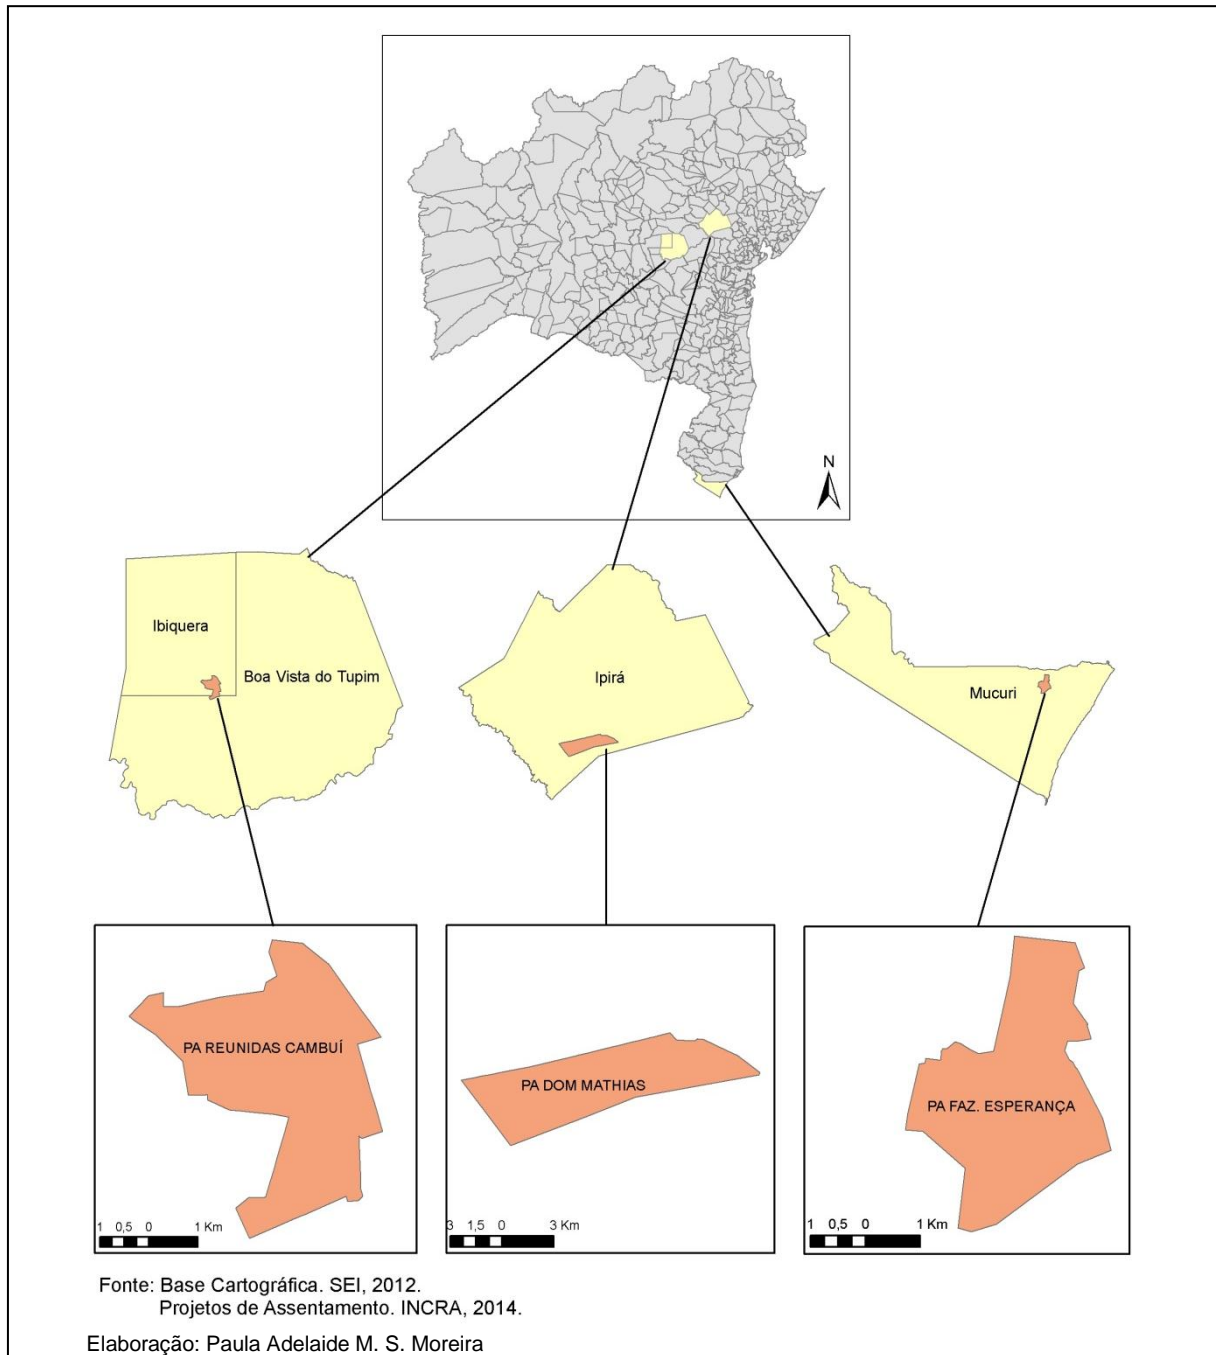 N
Ibiquera
Boa Vista do Tupim
Ipirá
Mucuri
PA REUNIDAS CAMBUÍ
PA DOM MATHIAS
PA FAZ. ESPERANÇA
1 0,5 0 1 Km
3 1,5 0 3 Km
1 0,5 0 1 Km
Fonte: Base Cartográfica. SEI, 2012.
Projetos de Assentamento. INCRA, 2014.
Elaboração: Paula Adelaide M. S. Moreira